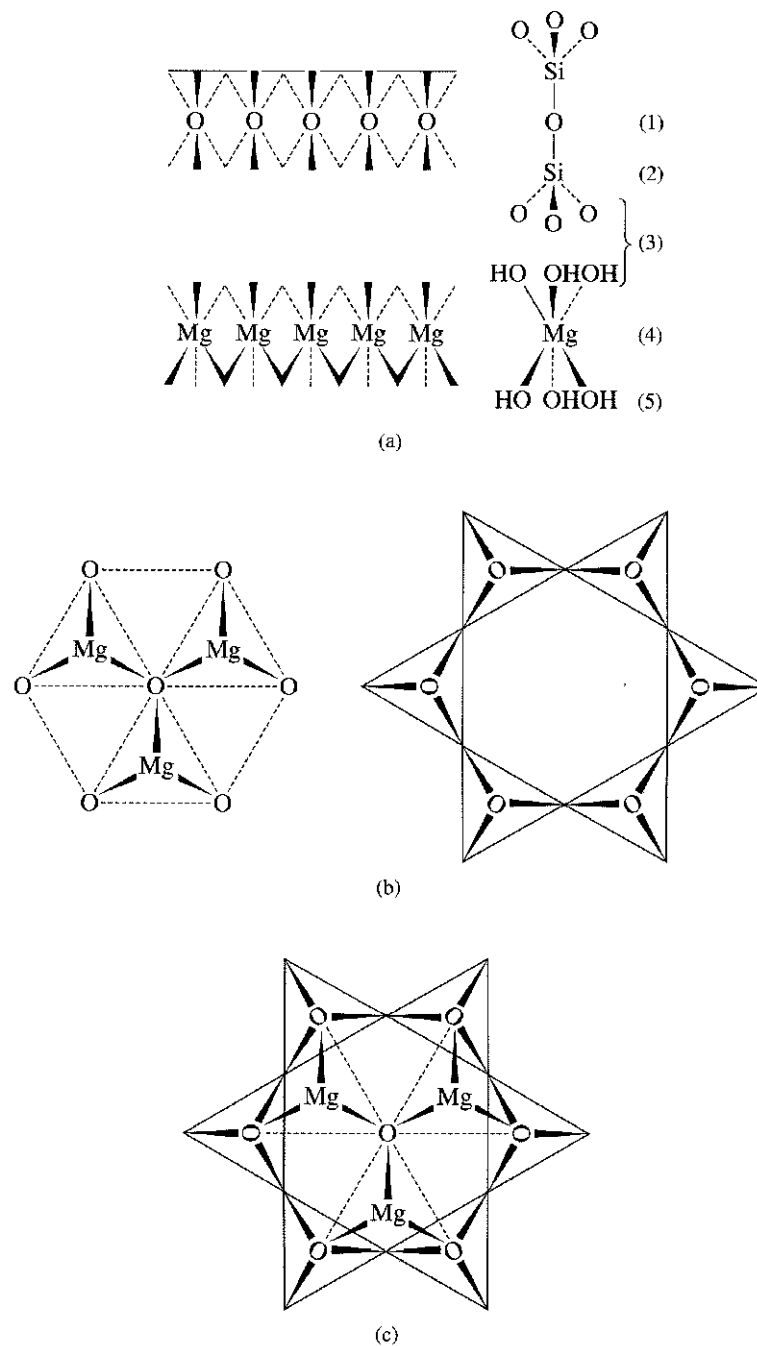 O O O
Si
O O O O O O (1)
Si (2)
O O O
(3)
HO OHOH
Mg Mg Mg Mg Mg Mg (4)
HO OHOH (5)
(a)
O O
O O
Mg Mg
O O O O O
Mg
O O O O
(b)
O O
Mg Mg
O O O
Mg
O O
(c)